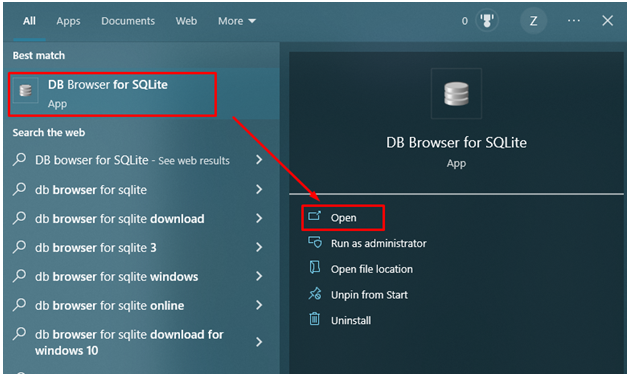 All Apps Documents Web More 0 Z ... 
Best match
DB Browser for SQLite
App
Search the web
DB bowser for SQLite - See web results
db browser for sqlite
db browser for sqlite download
db browser for sqlite 3
db browser for sqlite windows
db browser for sqlite online
db browser for sqlite download for
windows 10
DB Browser for SQLite
App
Open
Run as administrator
Open file location
Unpin from Start
Uninstall